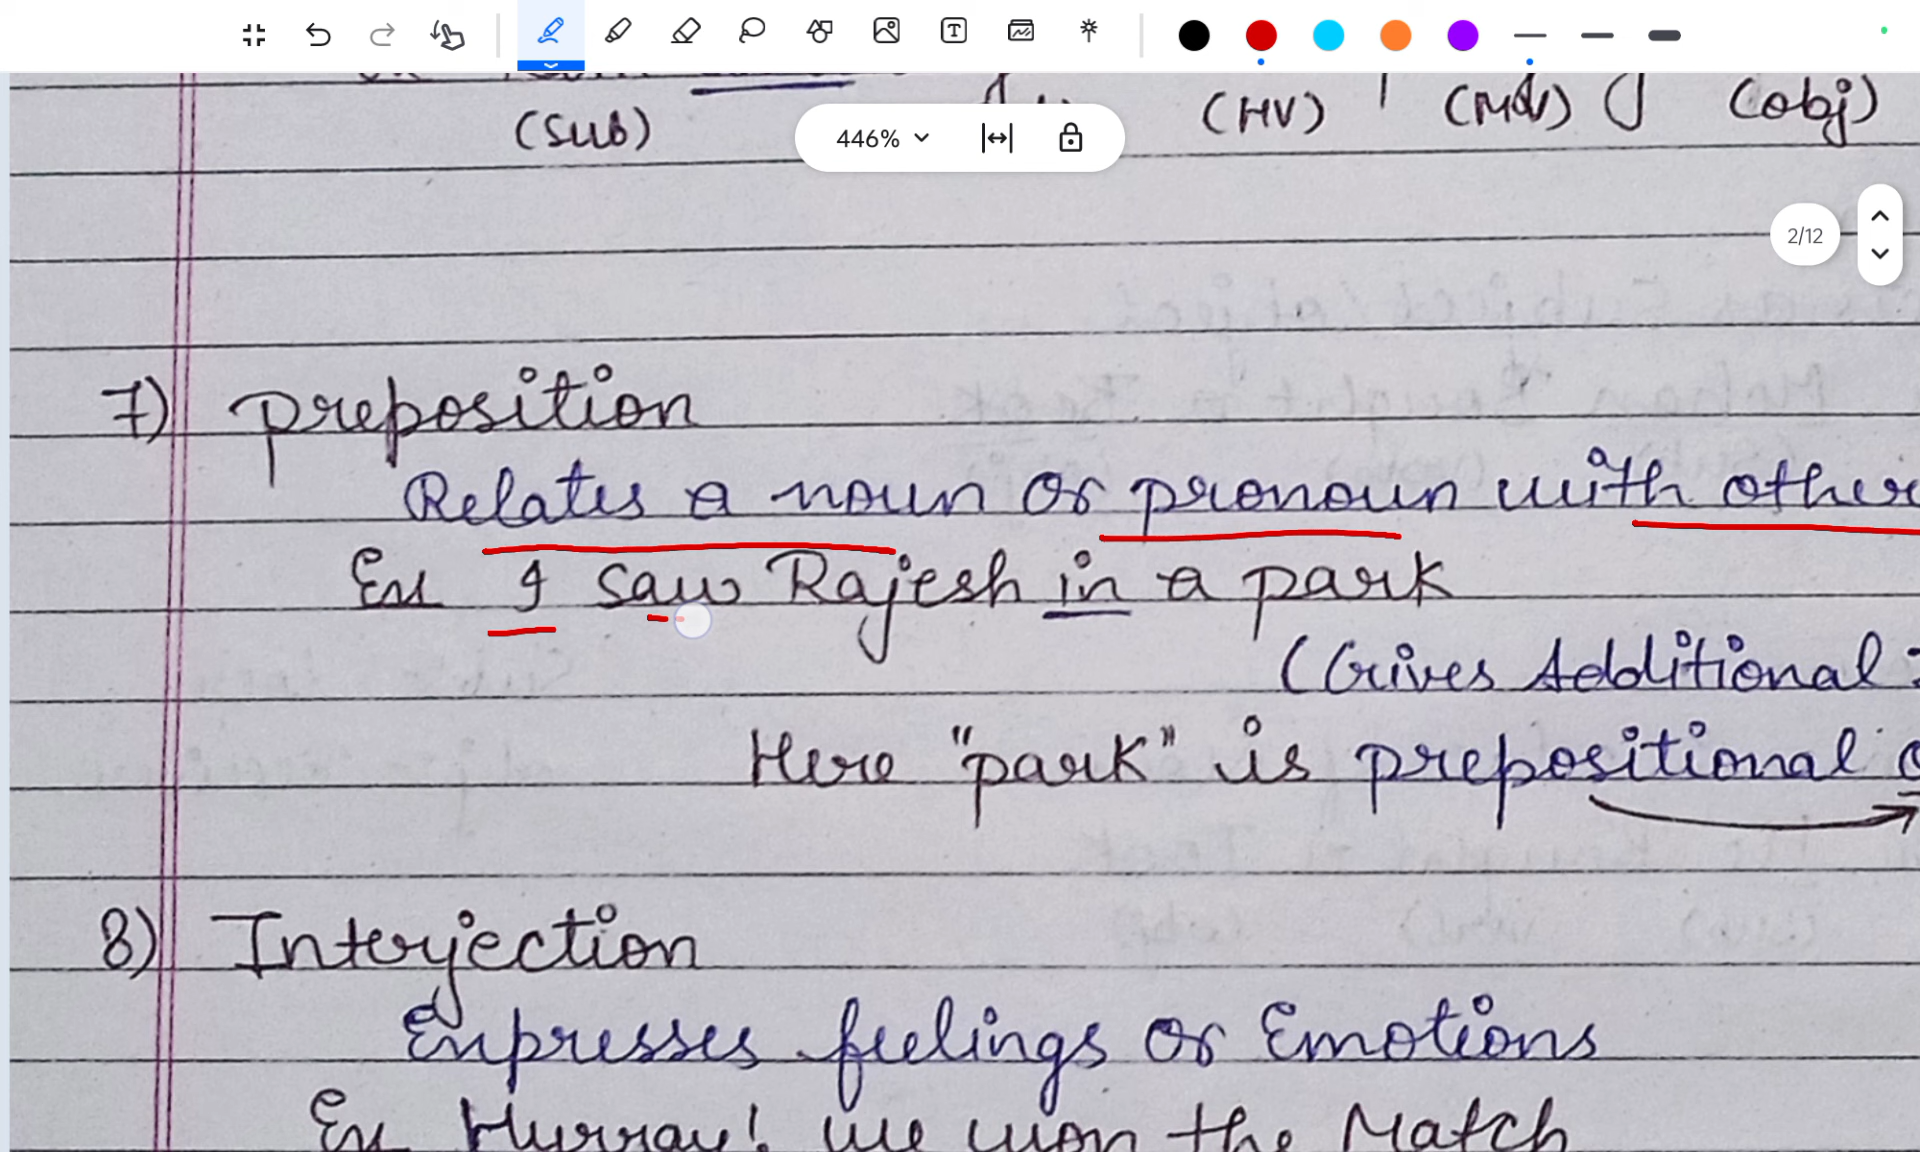 446%
(Sub) (HV) (MV) (obj)
2/12
7) Preposition
Relates a noun or pronoun with other
Ex I saw Rajesh in a park
(Gives Additional
Here "park" is prepositional
8) Interjection
Expresses feelings or Emotions
Ex Hurray! we won the Match